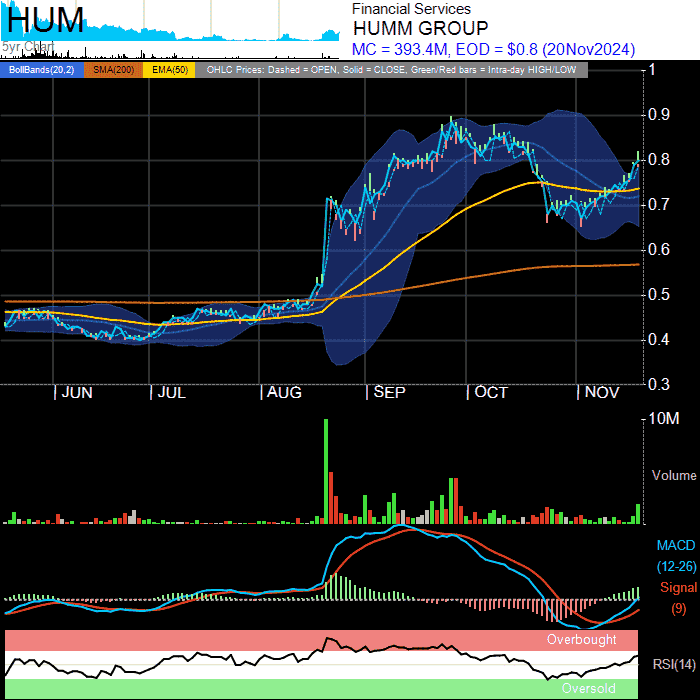 HUM
5yr Chart
Financial Services
HUMM GROUP
MC = 393.4M, EOD = $0.8 (20Nov2024)
BollBands(20,2) SMA(200) EMA(50) OHLC Prices: Dashed = OPEN, Solid = CLOSE, Green/Red bars = Intra-day HIGH/LOW
1
0.9
0.8
0.7
0.6
0.5
0.4
0.3
JUN JUL AUG SEP OCT NOV
10M
Volume
MACD
(12-26)
Signal
(9)
Overbought
RSI(14)
Oversold